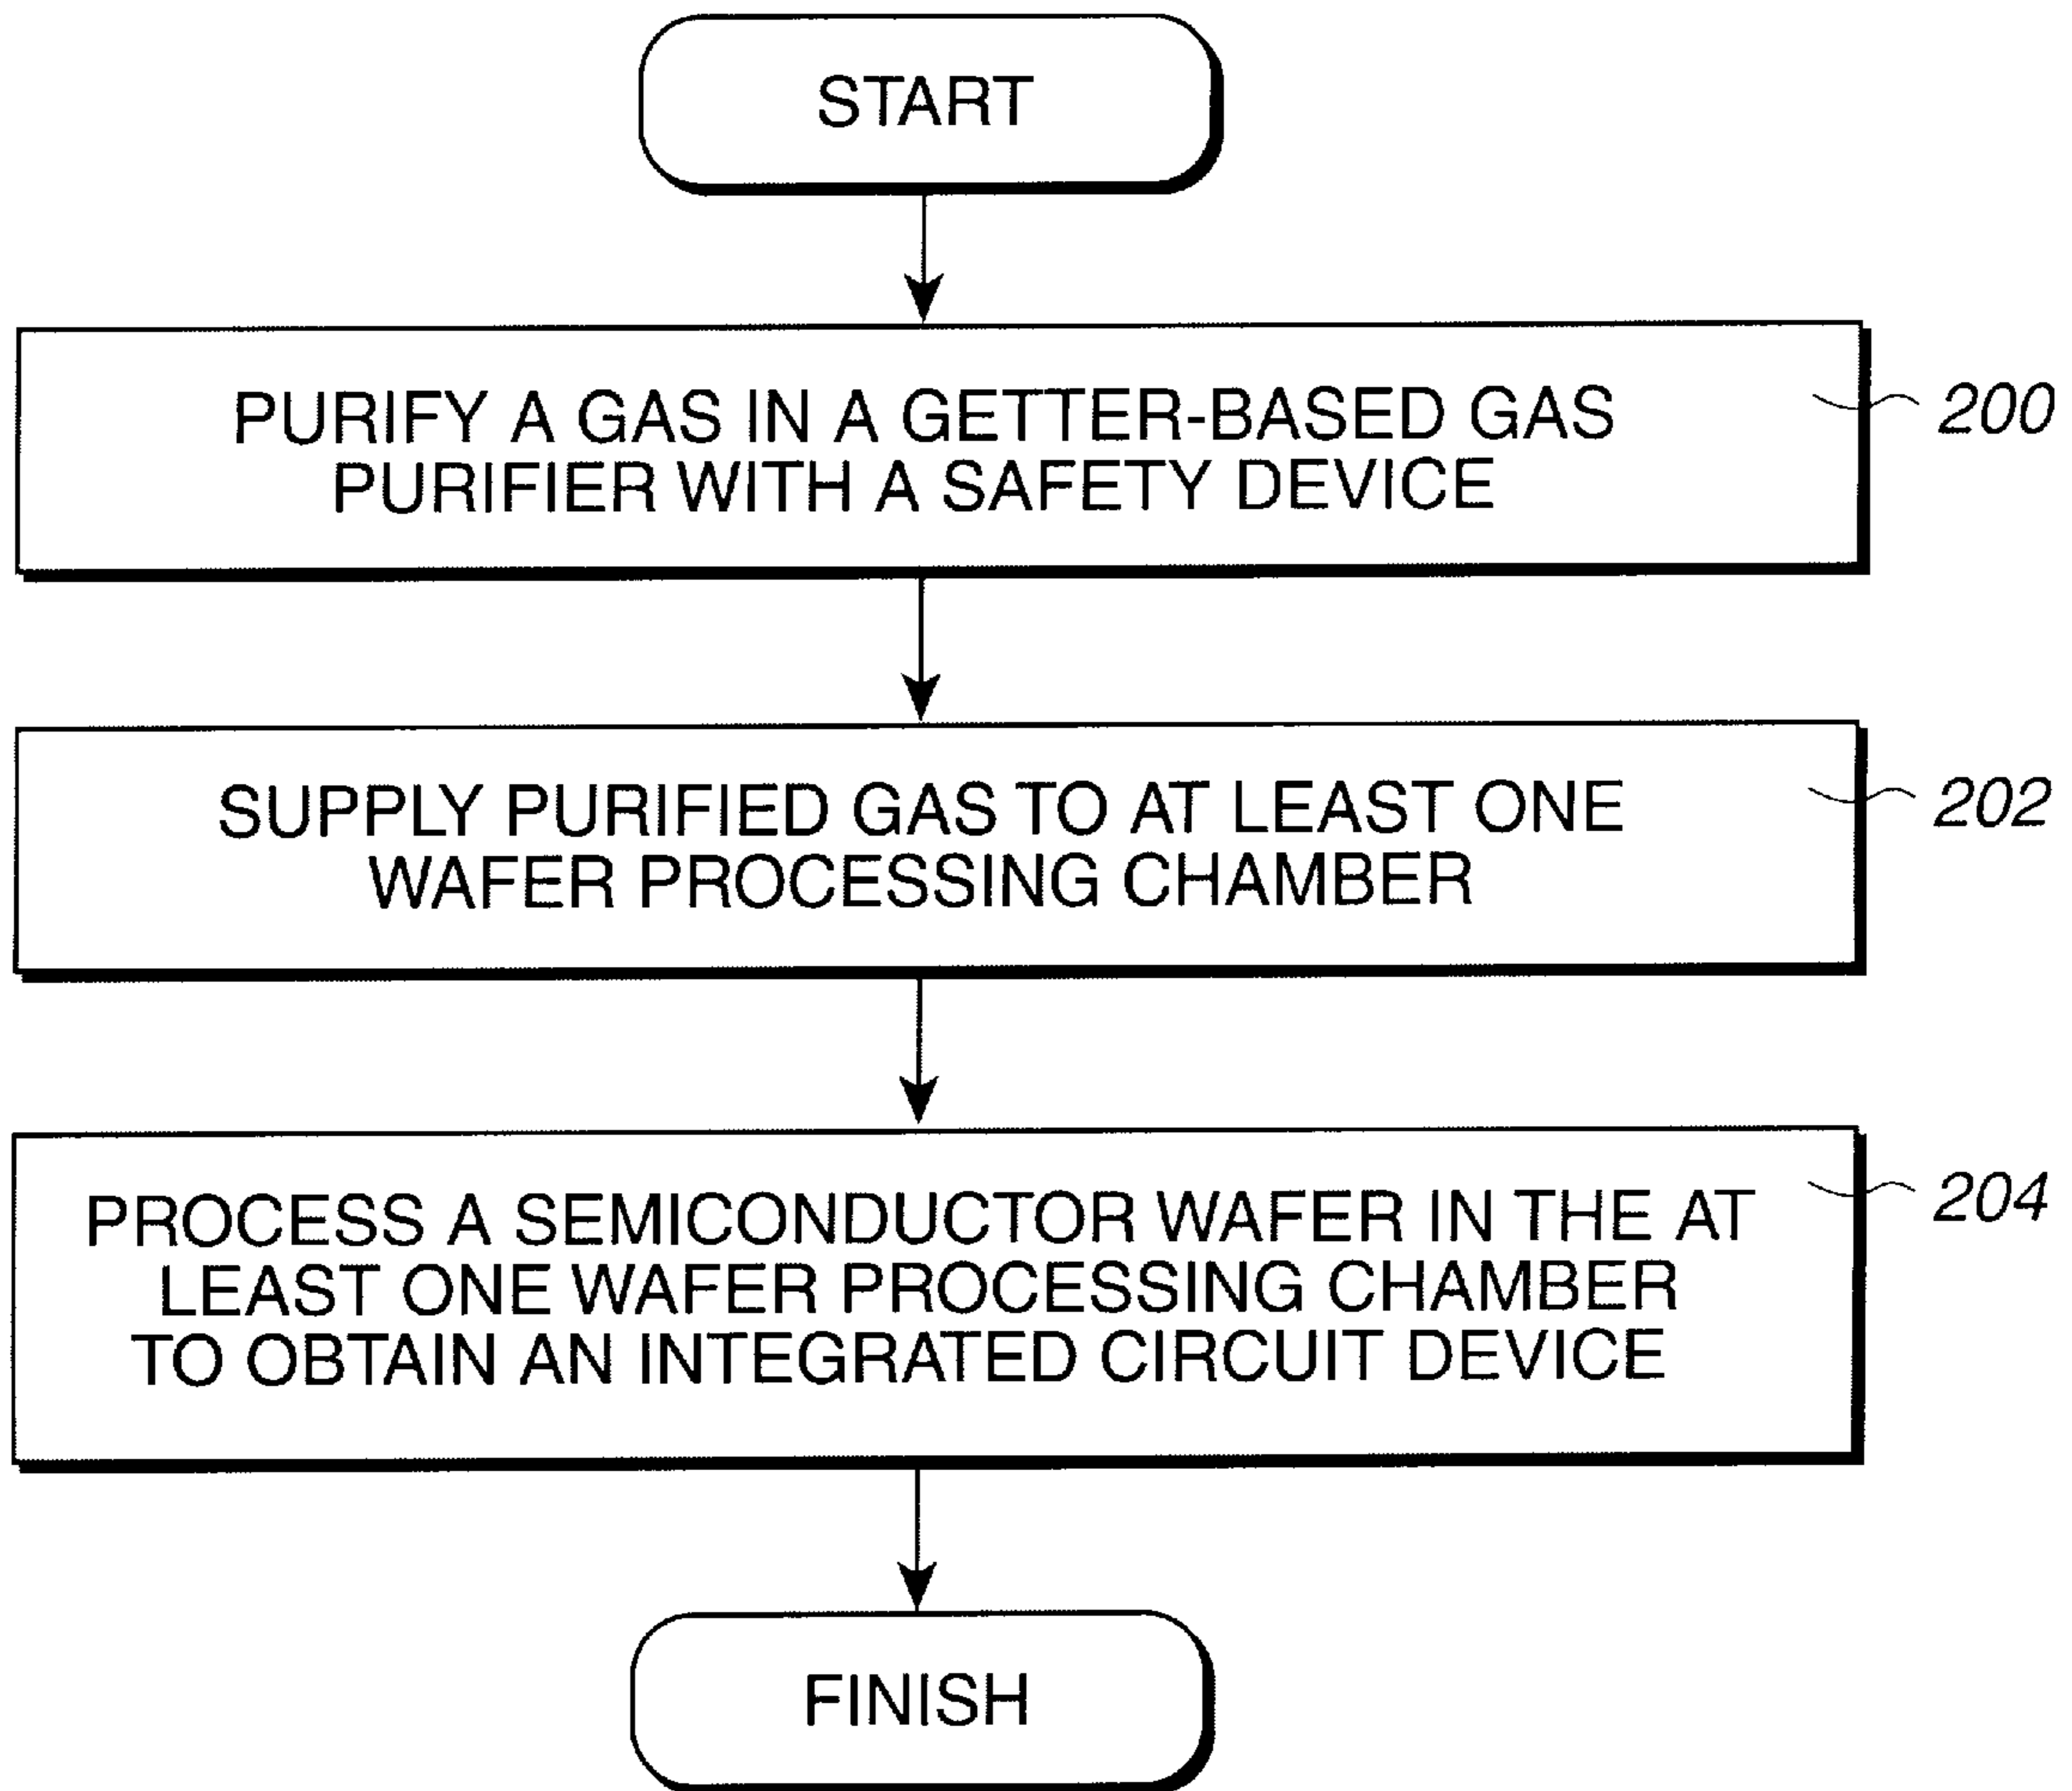 START
PURIFY A GAS IN A GETTER-BASED GAS
PURIFIER WITH A SAFETY DEVICE
200
SUPPLY PURIFIED GAS TO AT LEAST ONE
WAFER PROCESSING CHAMBER
202
PROCESS A SEMICONDUCTOR WAFER IN THE AT
LEAST ONE WAFER PROCESSING CHAMBER
TO OBTAIN AN INTEGRATED CIRCUIT DEVICE
204
FINISH